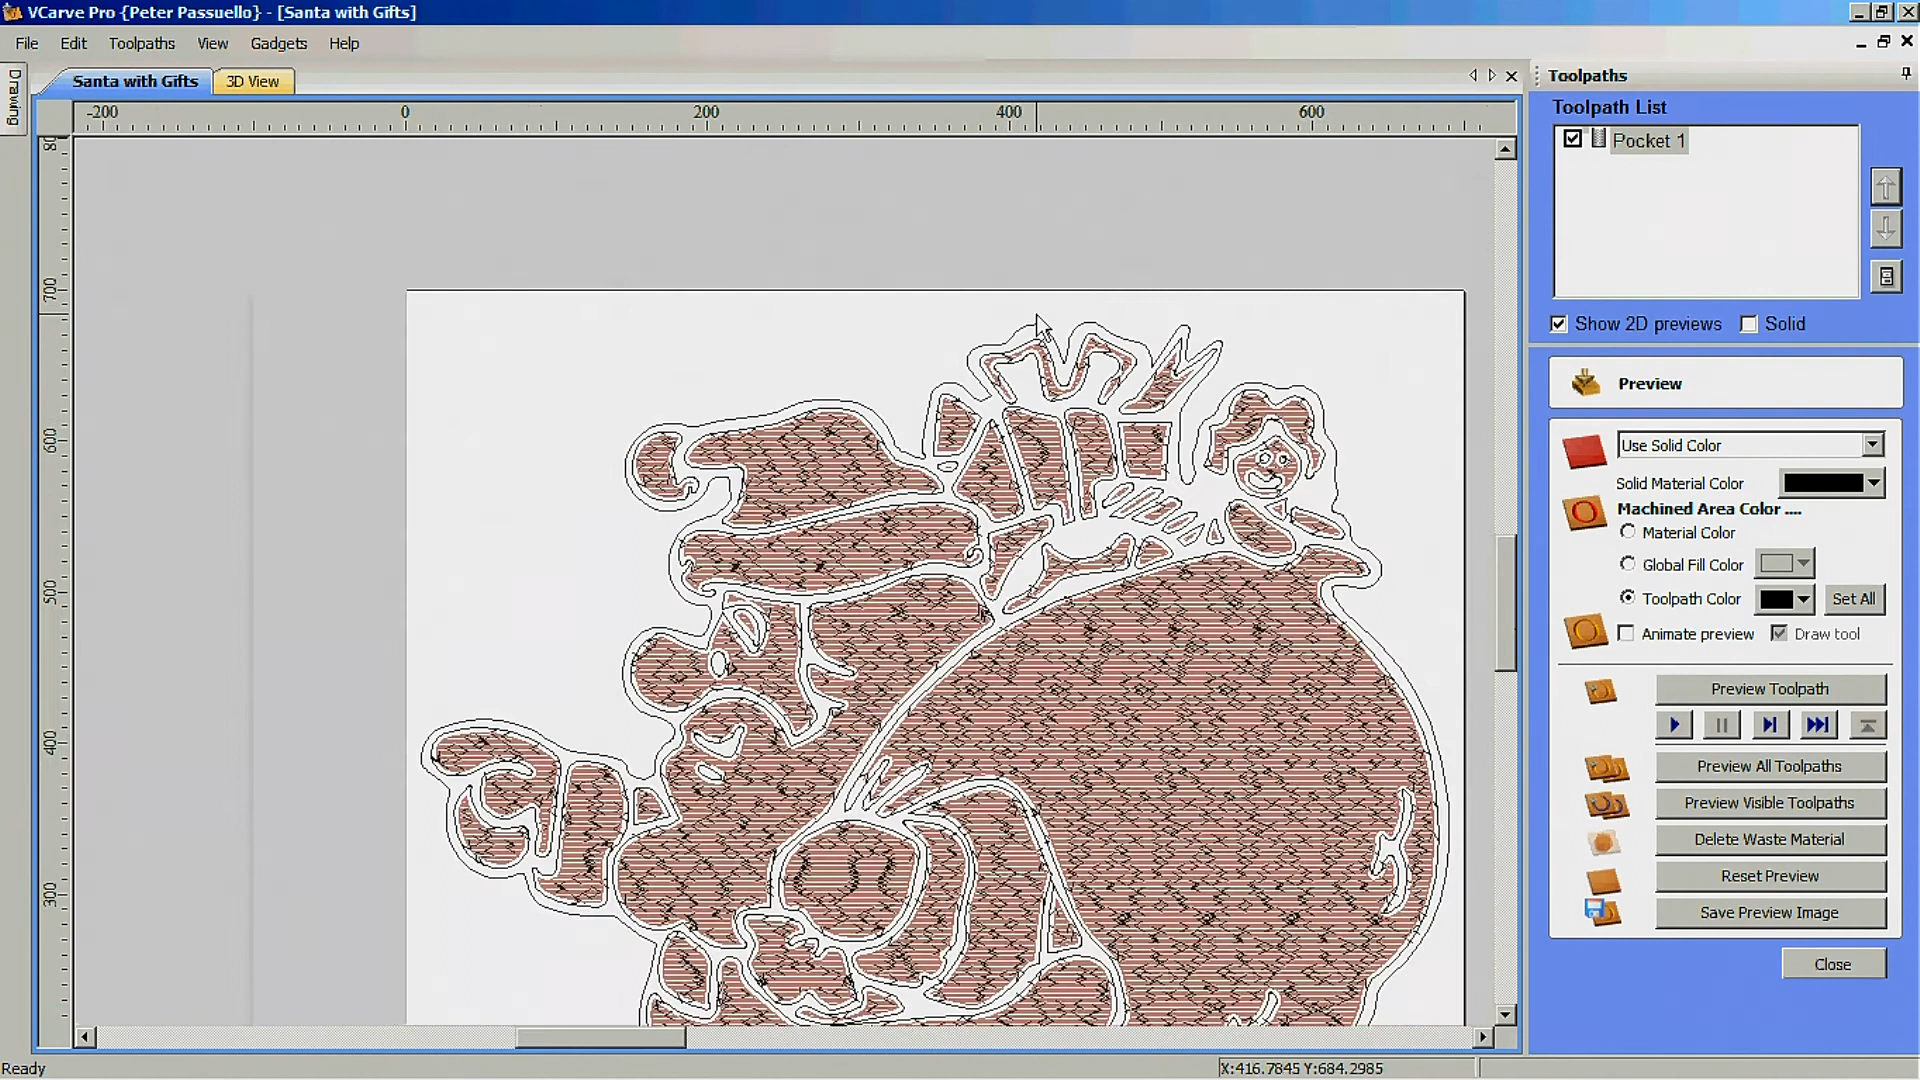 VCarve Pro {Peter Passuello} - [Santa with Gifts]
File Edit Toolpaths View Gadgets Help
Drawing
Santa with Gifts 3D View
-200 0 200 400 600
700
600
500
400
300
Toolpaths
Toolpath List
Pocket 1
Show 2D previews Solid
Preview
Use Solid Color
Solid Material Color
Machined Area Color ....
Material Color
Global Fill Color
Toolpath Color Set All
Animate preview Draw tool
Preview Toolpath
Preview All Toolpaths
Preview Visible Toolpaths
Delete Waste Material
Reset Preview
Save Preview Image
Close
Ready X:416.7845 Y:684.2985